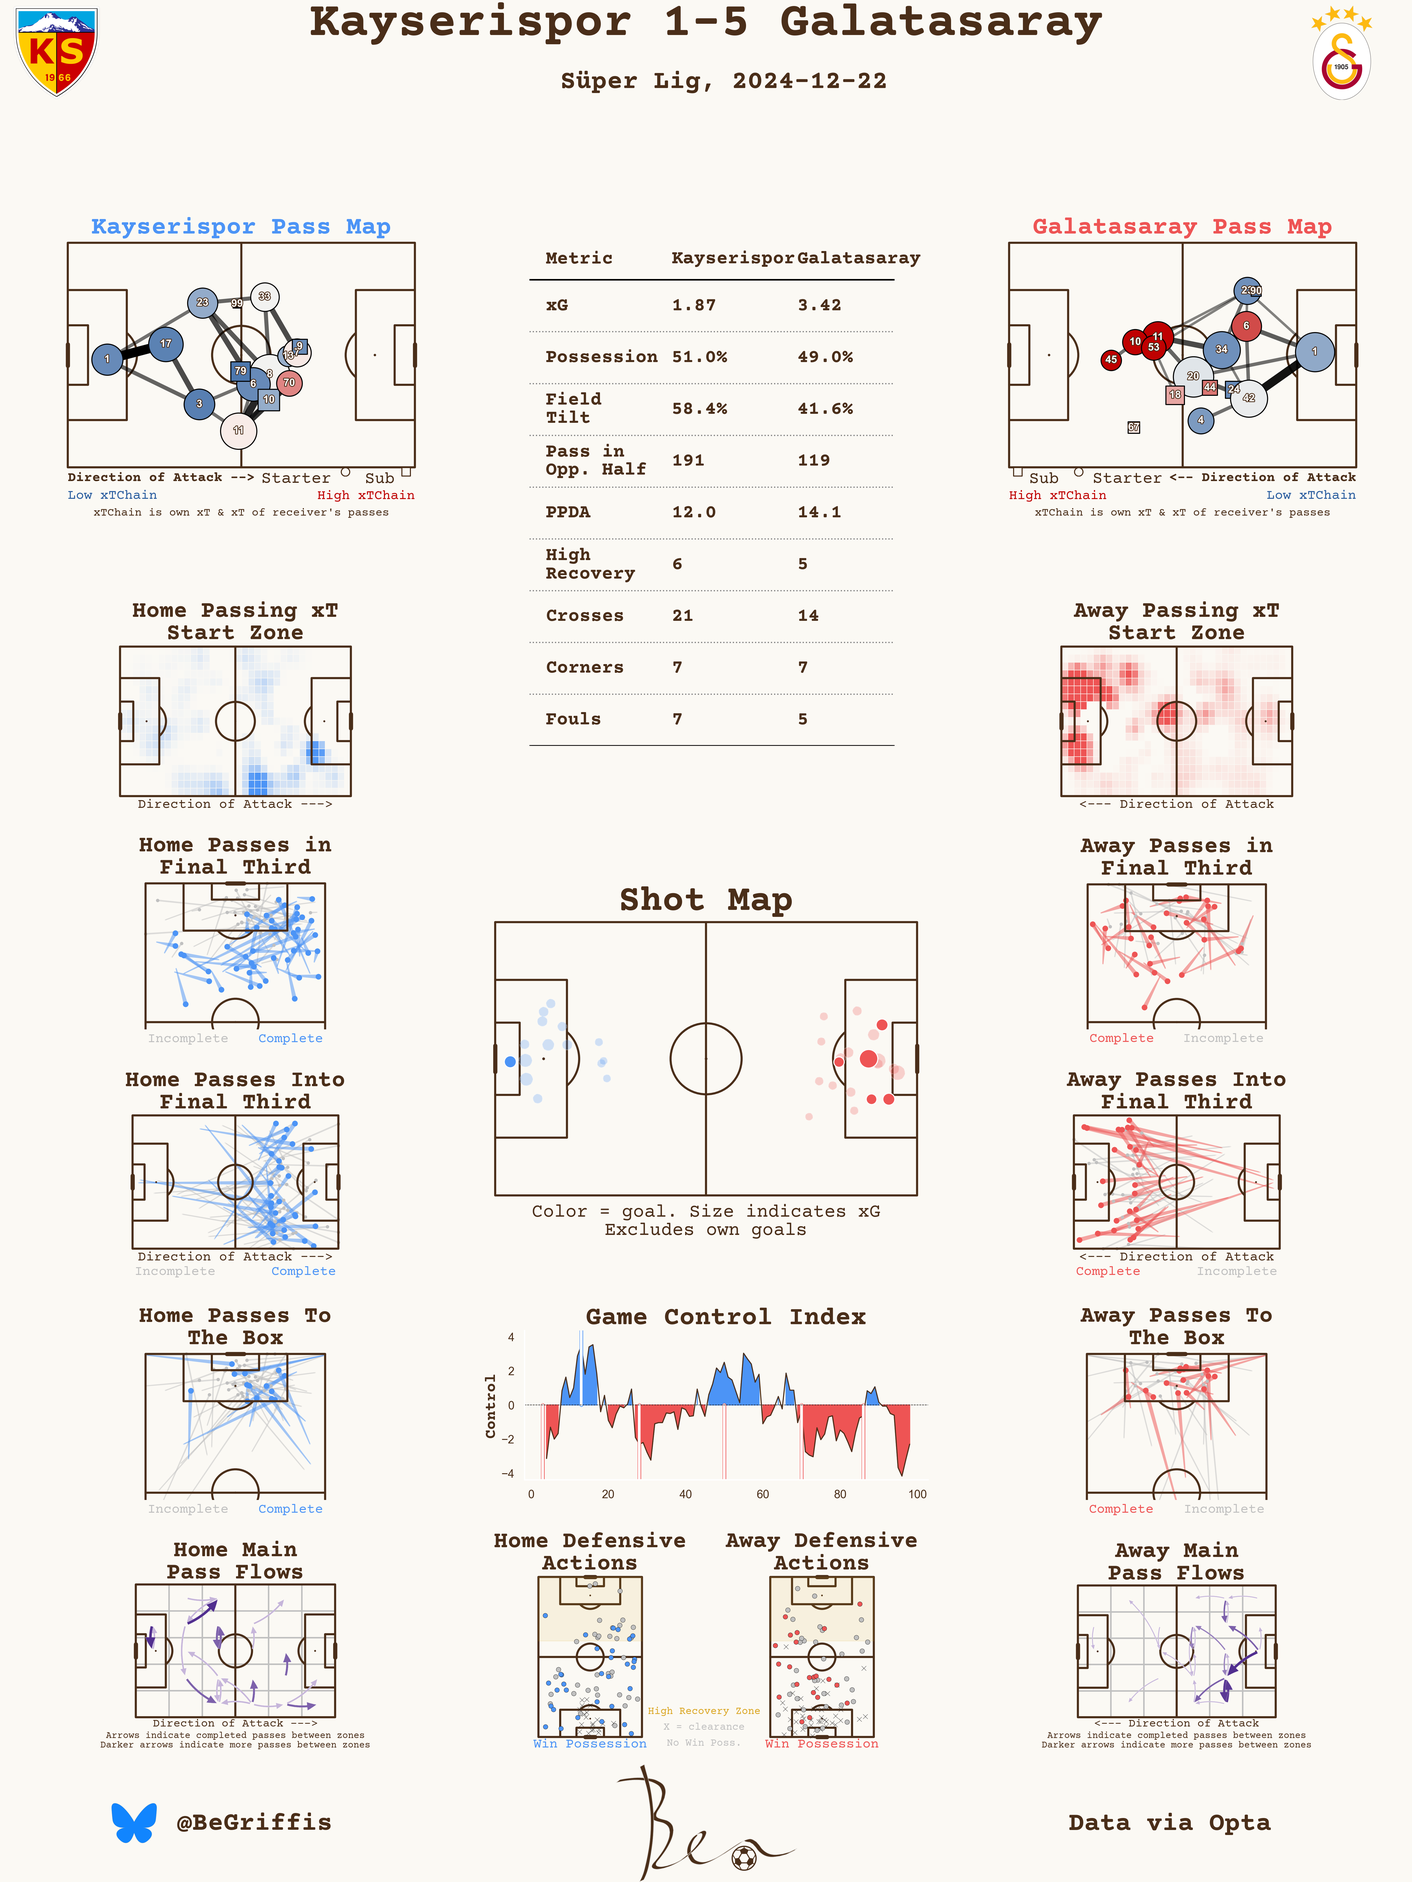 Kayserispor 1-5 Galatasaray
Süper Lig, 2024-12-22
KS
1966
1905
Kayserispor Pass Map
1
17
23
3
99
33
79
8
6
13
9
70
10
11
Direction of Attack --> Starter Sub
Low xTChain High xTChain
xTChain is own xT & xT of receiver's passes
Metric Kayserispor Galatasaray
xG 1.87 3.42
Possession 51.0% 49.0%
Field
Tilt 58.4% 41.6%
Pass in
Opp. Half 191 119
PPDA 12.0 14.1
High
Recovery 6 5
Crosses 21 14
Corners 7 7
Fouls 7 5
Galatasaray Pass Map
90
6
10
11
53
45
34
1
20
18
44
24
42
4
67
Sub Starter <-- Direction of Attack
High xTChain Low xTChain
xTChain is own xT & xT of receiver's passes
Home Passing xT
Start Zone
Direction of Attack --->
Away Passing xT
Start Zone
<--- Direction of Attack
Home Passes in
Final Third
Incomplete Complete
Away Passes in
Final Third
Complete Incomplete
Shot Map
Color = goal. Size indicates xG
Excludes own goals
Home Passes Into
Final Third
Direction of Attack --->
Incomplete Complete
Away Passes Into
Final Third
<--- Direction of Attack
Complete Incomplete
Home Passes To
The Box
Incomplete Complete
Game Control Index
Control
4
2
0
−2
−4
0 20 40 60 80 100
Away Passes To
The Box
Complete Incomplete
Home Main
Pass Flows
Direction of Attack --->
Arrows indicate completed passes between zones
Darker arrows indicate more passes between zones
Home Defensive
Actions
Win Possession
High Recovery Zone
X = clearance
No Win Poss.
Away Defensive
Actions
Win Possession
Away Main
Pass Flows
<--- Direction of Attack
Arrows indicate completed passes between zones
Darker arrows indicate more passes between zones
@BeGriffis
Ben
Data via Opta